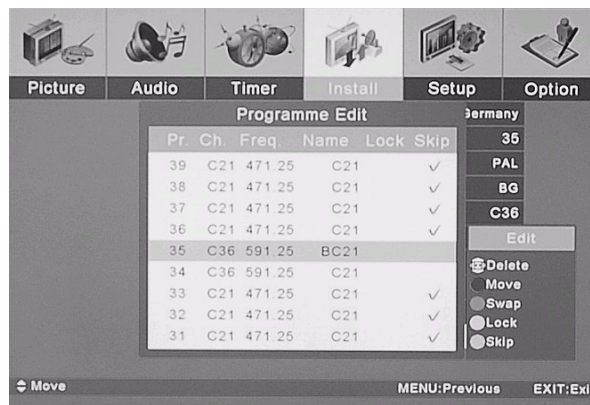 Picture Audio Timer Install Setup Option
Programme Edit
Pr. Ch. Freq. Name Lock Skip
39 C21 471.25 C21 ✓
38 C21 471.25 C21 ✓
37 C21 471.25 C21 ✓
36 C21 471.25 C21 ✓
35 C36 591.25 BC21
34 C36 591.25 C21
33 C21 471.25 C21 ✓
32 C21 471.25 C21 ✓
31 C21 471.25 C21 ✓
Germany
35
PAL
BG
C36
Edit
Delete
Move
Swap
Lock
Skip
Move MENU:Previous EXIT:Exi